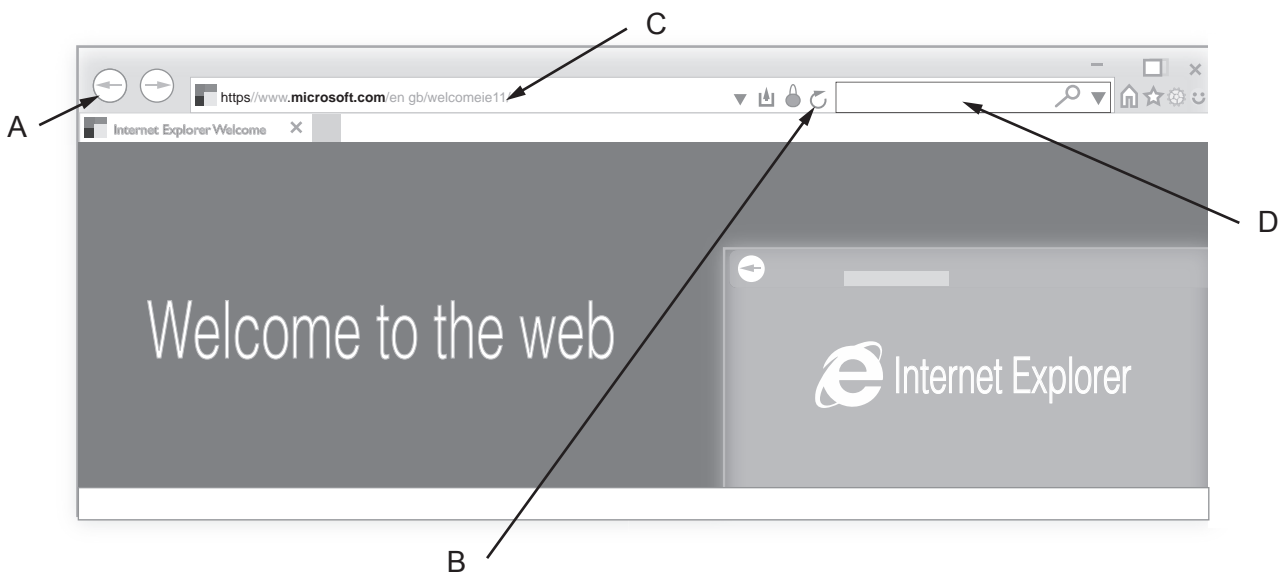 C
https//www.microsoft.com/en gb/welcomeie11/
A
Internet Explorer Welcome
D
Welcome to the web
Internet Explorer
B